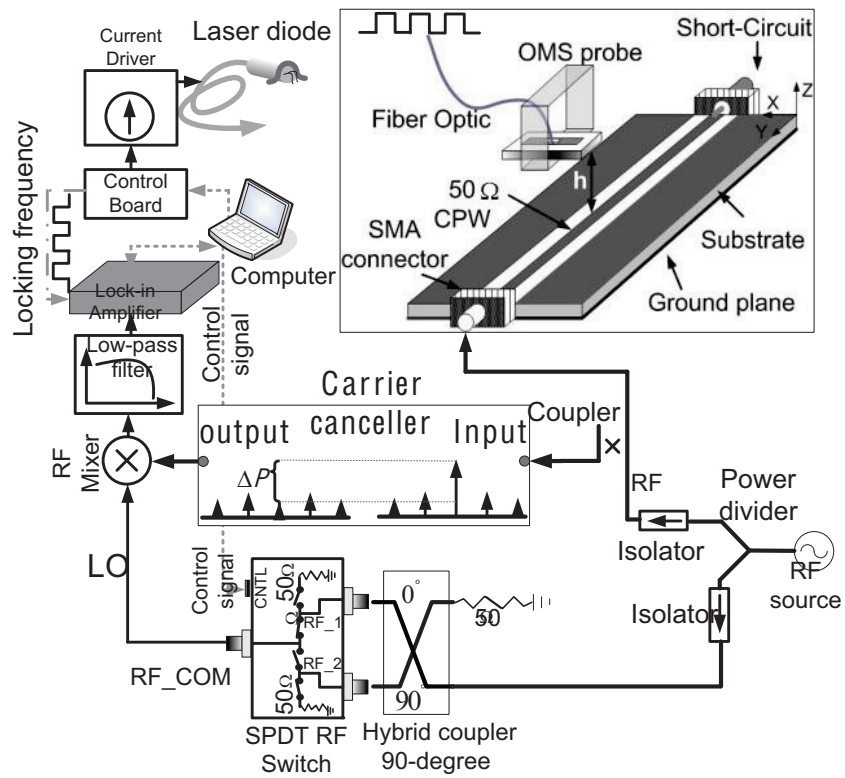 Current
Driver
Laser diode
Locking frequency
Control
Board
Computer
Lock-in
Amplifier
Low-pass
filter
Control
signal
RF
Mixer
LO
OMS probe
Short-Circuit
Fiber Optic
X
Z
Y
h
50 Ω
CPW
SMA
connector
Substrate
Ground plane
Carrier
canceller
output
Input
ΔP
Coupler
RF
Power
divider
Isolator
RF
source
Isolator
Control
signal
CNTL
50Ω
RF_1
RF_2
50Ω
RF_COM
SPDT RF
Switch
0°
90°
50
Ω
Hybrid coupler
90-degree